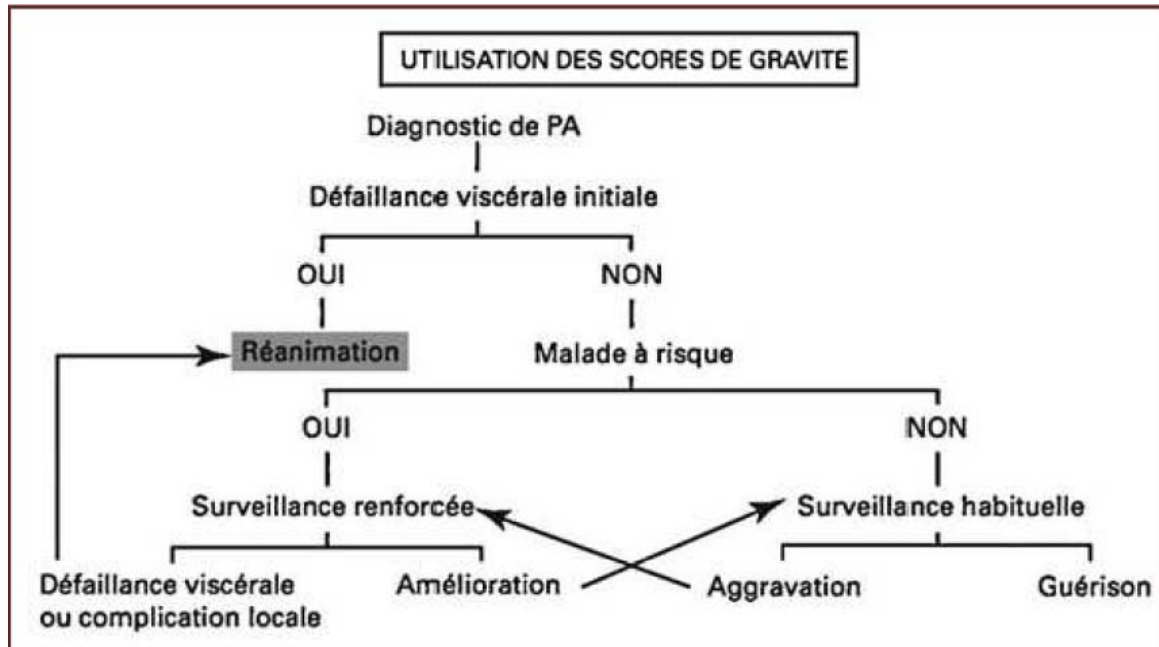 UTILISATION DES SCORES DE GRAVITE
Diagnostic de PA
Défaillance viscérale initiale
OUI
NON
Réanimation
Malade à risque
OUI
NON
Surveillance renforcée
Surveillance habituelle
Défaillance viscérale
ou complication locale
Amélioration
Aggravation
Guérison